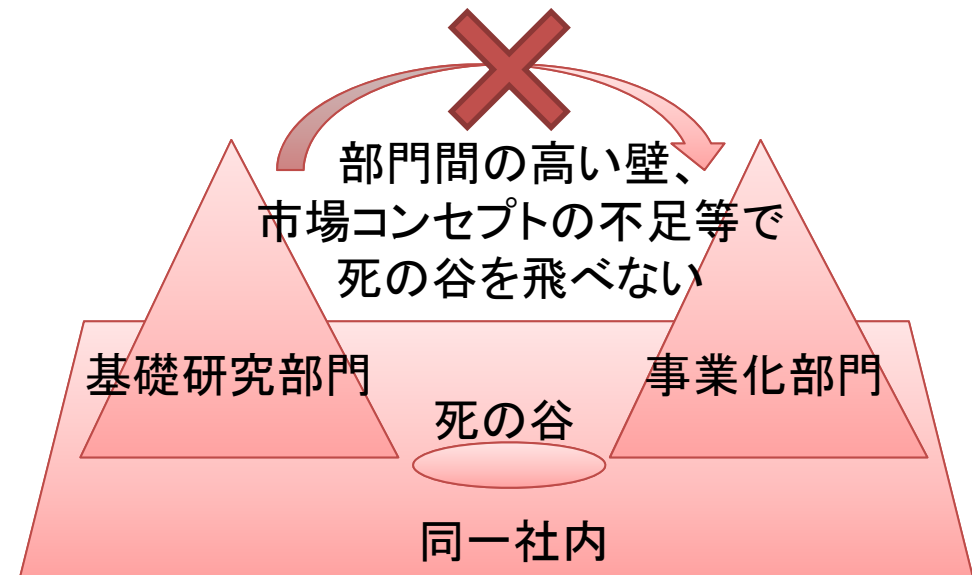 部門間の高い壁、
市場コンセプトの不足等で
死の谷を飛べない
基礎研究部門
事業化部門
死の谷
同一社内